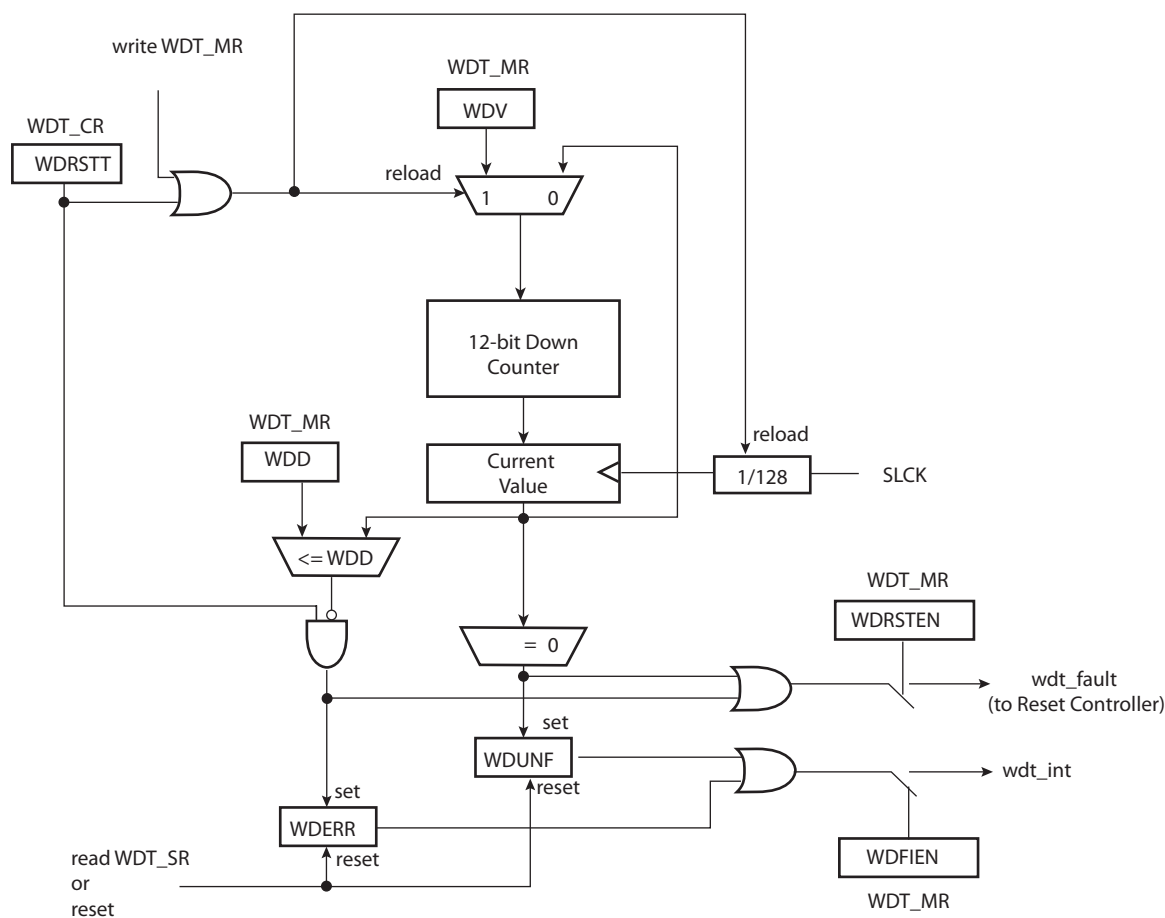 write WDT_MR
WDT_MR
WDV
WDT_CR
WDRSTT
reload
1 0
12-bit Down
Counter
WDT_MR
WDD
reload
Current
Value
1/128
SLCK
<= WDD
WDT_MR
WDRSTEN
= 0
wdt_fault
(to Reset Controller)
set
WDUNF
reset
wdt_int
set
WDERR
reset
read WDT_SR
or
reset
WDFIEN
WDT_MR